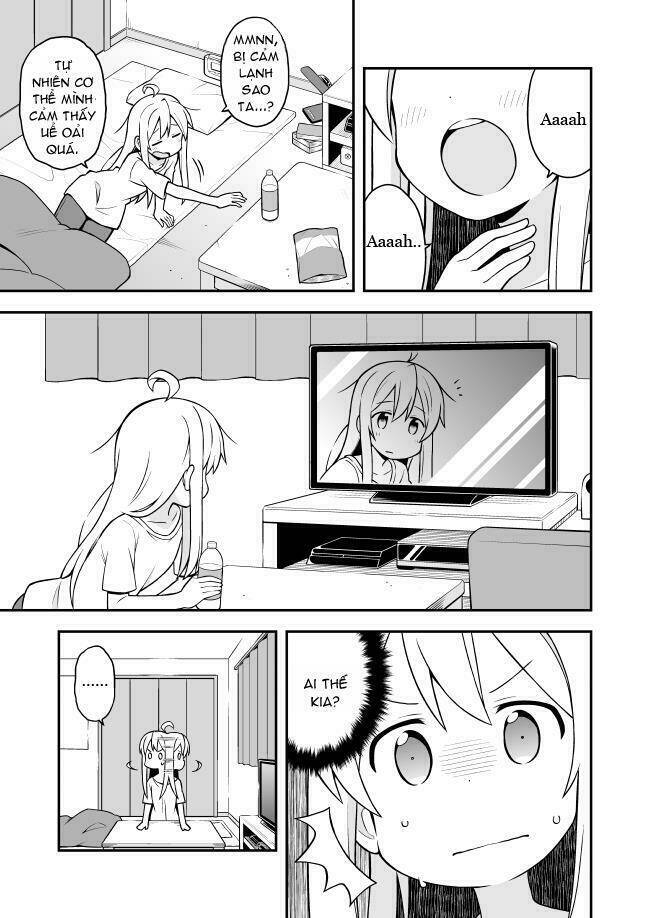 Aaaah
Aaaah..
MMNN,
BỊ CẢM
LẠNH
SAO
TA...?
TỰ
NHIÊN CƠ
THỂ MÌNH
CẢM THẤY
UỂ OẢI
QUÁ.
AI THẾ
KIA?
......